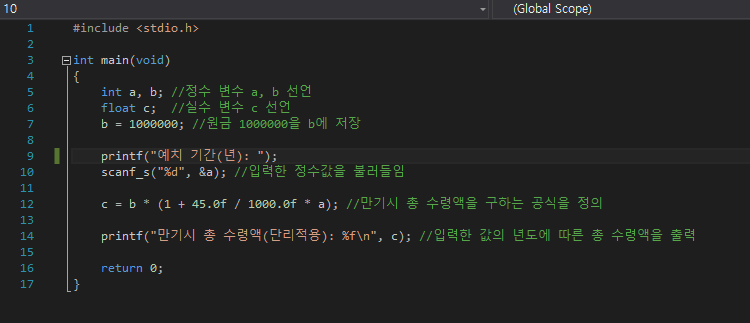 10 (Global Scope)
1 #include <stdio.h>
2
3 int main(void)
4 {
5 int a, b; //정수 변수 a, b 선언
6 float c;  //실수 변수 c 선언
7 b = 1000000; //원금 1000000을 b에 저장
8
9 printf("예치 기간(년): ");
10 scanf_s("%d", &a); //입력한 정수값을 불러들임
11
12 c = b * (1 + 45.0f / 1000.0f * a); //만기시 총 수령액을 구하는 공식을 정의
13
14 printf("만기시 총 수령액(단리적용): %f\n", c); //입력한 값의 년도에 따른 총 수령액을 출력
15
16 return 0;
17 }